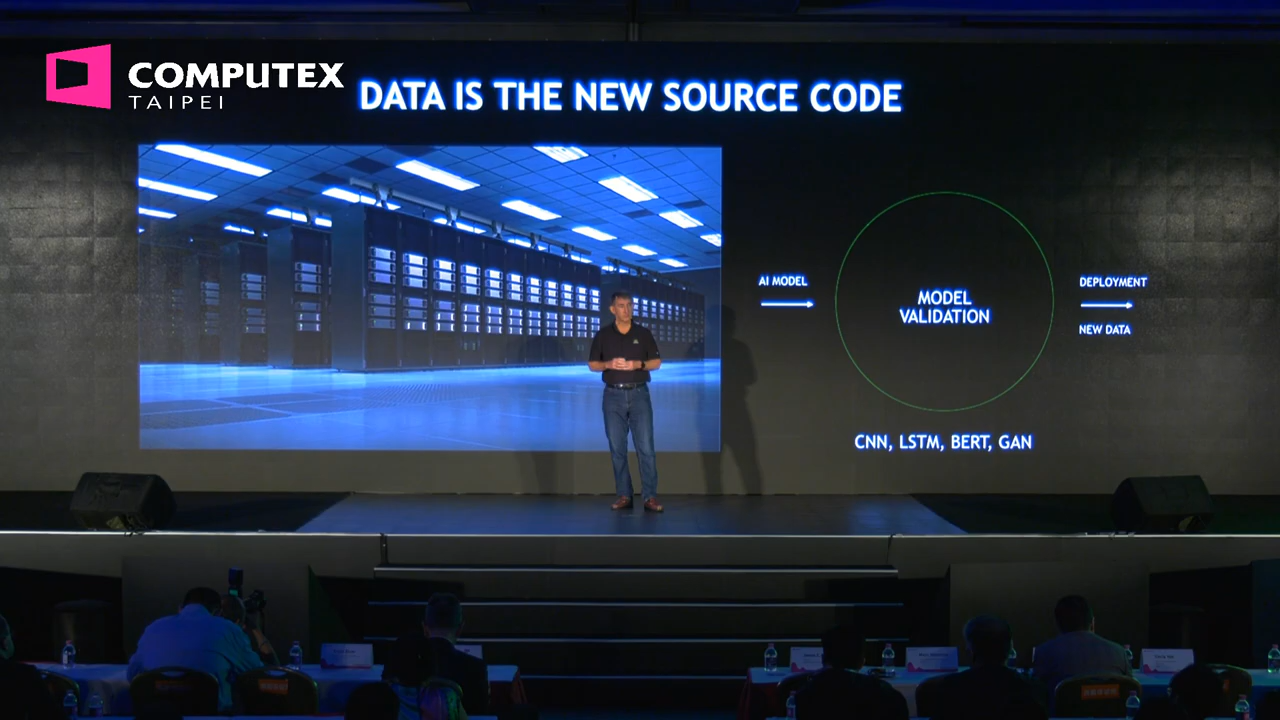 COMPUTEX
TAIPEI
DATA IS THE NEW SOURCE CODE
AI MODEL
MODEL
VALIDATION
DEPLOYMENT
NEW DATA
CNN, LSTM, BERT, GAN